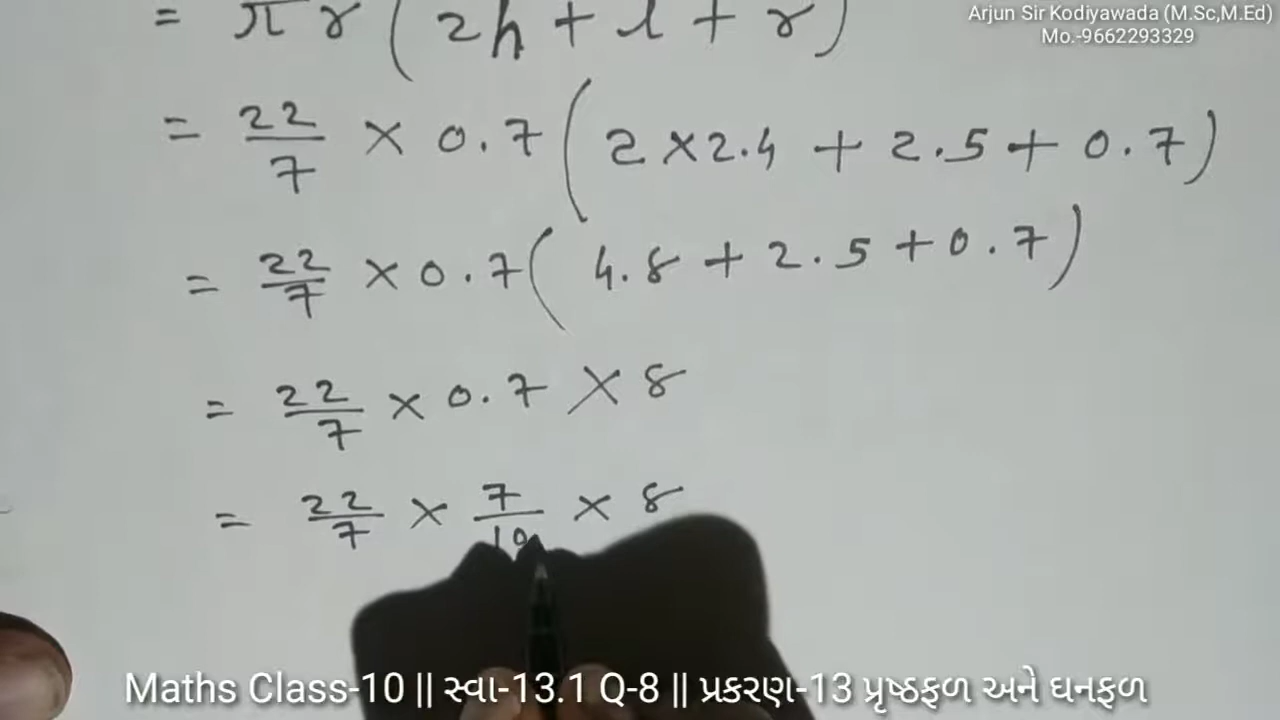 Arjun Sir Kodiyawada (M.Sc,M.Ed)
Mo.-9662293329
= πr(2h + l + r)
= 22/7 × 0.7 (2 × 2.4 + 2.5 + 0.7)
= 22/7 × 0.7 (4.8 + 2.5 + 0.7)
= 22/7 × 0.7 × 8
= 22/7 × 7/10 × 8
Maths Class-10 || સ્વા-13.1 Q-8 || પ્રકરણ-13 પૃષ્ઠફળ અને ઘનફળ